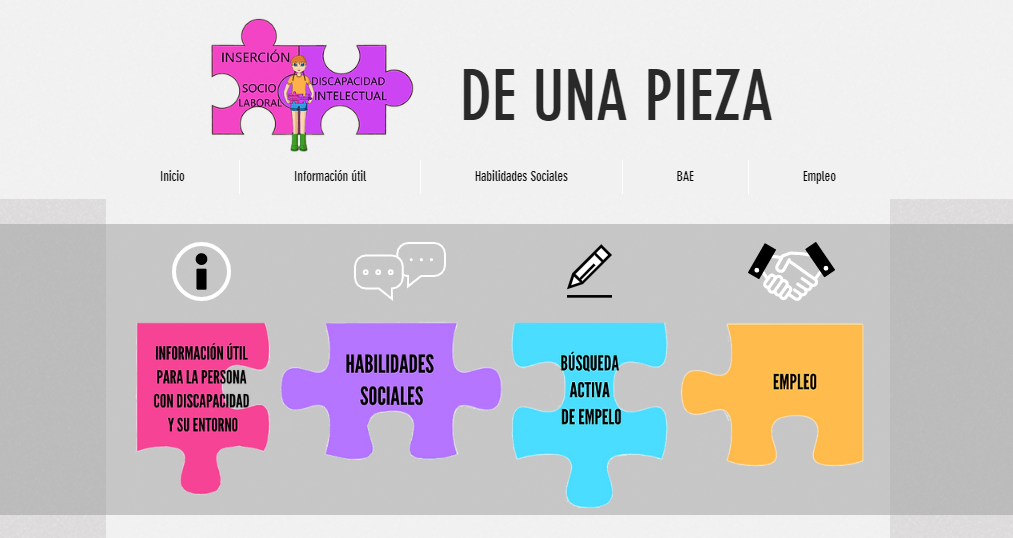 INSERCIÓN
SOCIO
LABORAL
DISCAPACIDAD
INTELECTUAL
DE UNA PIEZA
Inicio
Información útil
Habilidades Sociales
BAE
Empleo
INFORMACIÓN ÚTIL
PARA LA PERSONA
CON DISCAPACIDAD
Y SU ENTORNO
HABILIDADES
SOCIALES
BÚSQUEDA
ACTIVA
DE EMPELO
EMPLEO